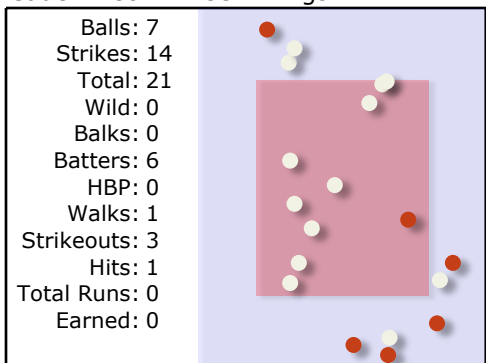 Balls: 7
Strikes: 14
Total: 21
Wild: 0
Balks: 0
Batters: 6
HBP: 0
Walks: 1
Strikeouts: 3
Hits: 1
Total Runs: 0
Earned: 0